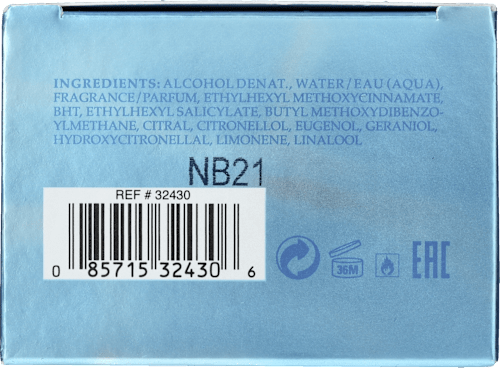 INGREDIENTS: ALCOHOL DENAT., WATER/EAU (AQUA),
FRAGRANCE/PARFUM, ETHYLHEXYL METHOXYCINNAMATE,
BHT, ETHYLHEXYL SALICYLATE, BUTYL METHOXYDIBENZO-
YLMETHANE, CITRAL, CITRONELLOL, EUGENOL, GERANIOL,
HYDROXYCITRONELLAL, LIMONENE, LINALOOL
NB21
REF # 32430
0 85715 32430 6
36M
EAC